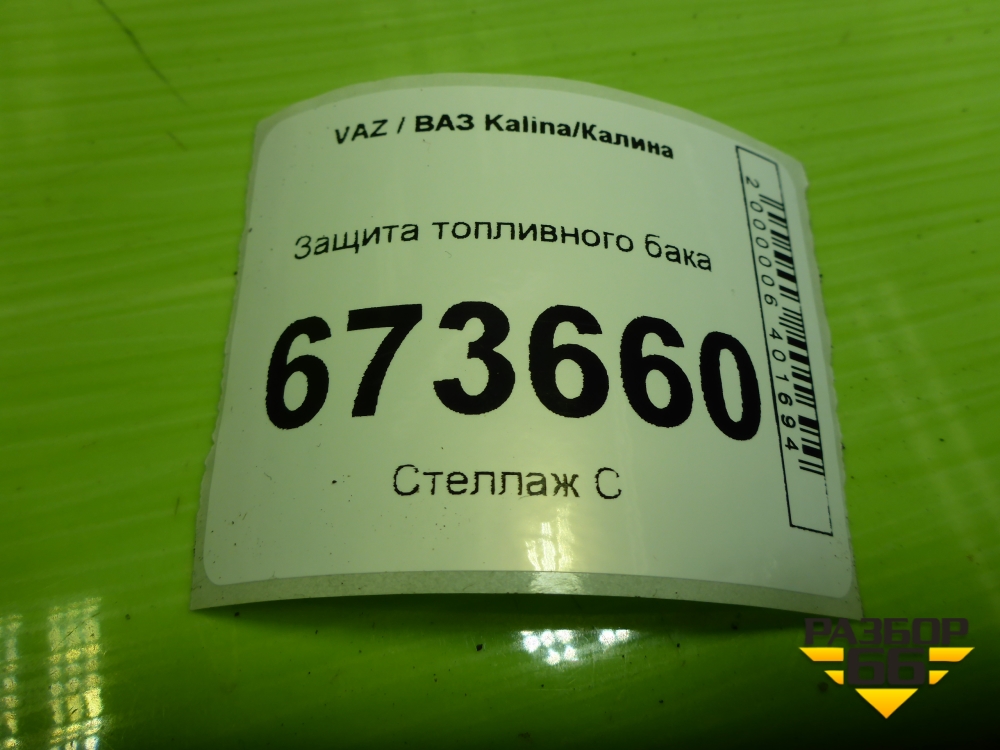 VAZ / ВАЗ Kalina/Калина
Защита топливного бака
673660
Стеллаж С
2000006401694
РАЗБОР
66